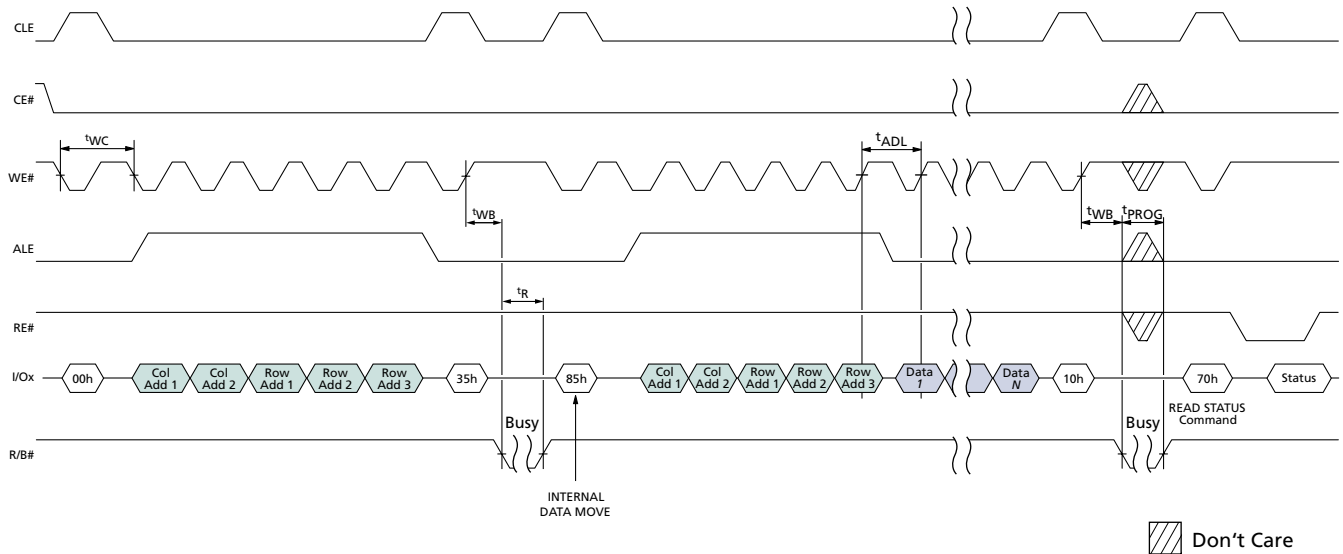 CLE
CE#
tWC
tADL
WE#
tWB
tWB
tPROG
ALE
tR
RE#
I/Ox
00h
Col Add 1
Col Add 2
Row Add 1
Row Add 2
Row Add 3
35h
85h
Col Add 1
Col Add 2
Row Add 1
Row Add 2
Row Add 3
Data 1
Data N
10h
70h
Status
READ STATUS
Command
Busy
Busy
R/B#
INTERNAL
DATA MOVE
Don't Care